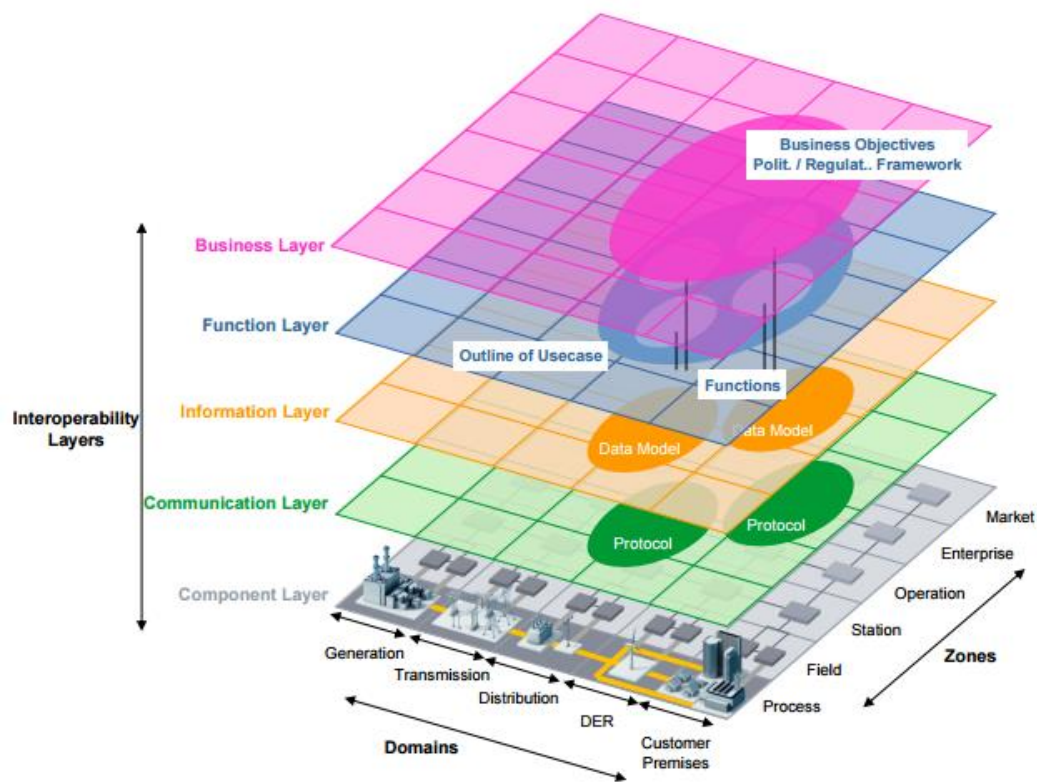 Business Objectives
Polit. / Regulat.. Framework
Business Layer
Function Layer
Outline of Usecase
Functions
Interoperability
Layers
Information Layer
Data Model
Data Model
Communication Layer
Protocol
Protocol
Component Layer
Market
Enterprise
Operation
Station
Field
Process
Zones
Generation
Transmission
Distribution
DER
Customer
Premises
Domains